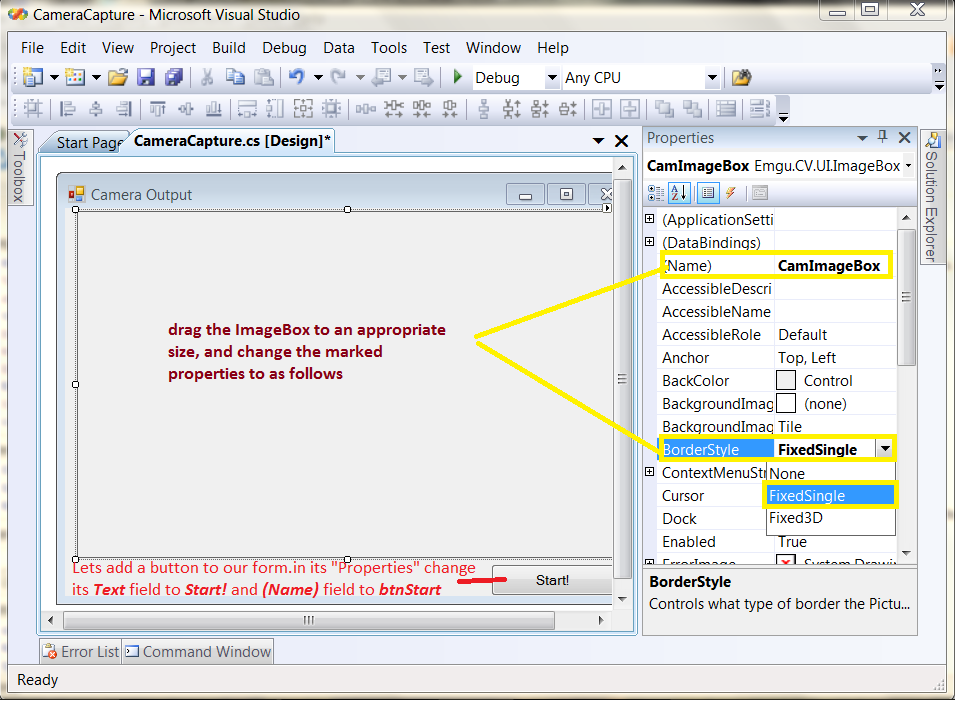 CameraCapture - Microsoft Visual Studio
File Edit View Project Build Debug Data Tools Test Window Help
Debug Any CPU
Toolbox
Start Page CameraCapture.cs [Design]*
Camera Output
drag the ImageBox to an appropriate
size, and change the marked
properties to as follows
Lets add a button to our form.in its "Properties" change
its Text field to Start! and (Name) field to btnStart
Start!
Properties
CamImageBox Emgu.CV.UI.ImageBox
(ApplicationSetti
(DataBindings)
(Name) CamImageBox
AccessibleDescri
AccessibleName
AccessibleRole Default
Anchor Top, Left
BackColor Control
BackgroundImag (none)
BackgroundImag Tile
BorderStyle FixedSingle
ContextMenuStr None
Cursor FixedSingle
Dock Fixed3D
Enabled True
ErrorImage System.Drawi
BorderStyle
Controls what type of border the Pictu...
Solution Explorer
Error List Command Window
Ready